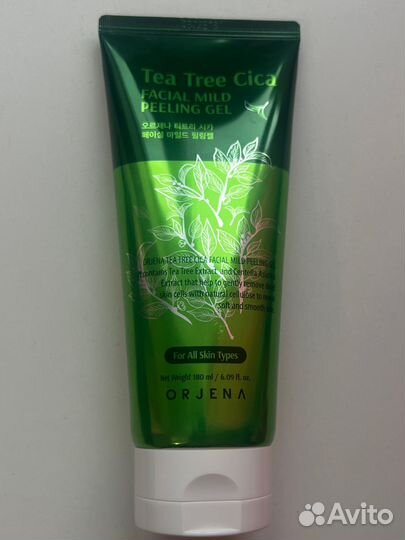 Tea Tree Cica
FACIAL MILD
PEELING GEL
오르제나 티트리 시카
페이셜 마일드 필링젤
ORJENA TEA TREE CICA FACIAL MILD PEELING
contains Tea Tree Extract and Centella
Extract that help to gently remove
skin cells with natural cellulose to
soft and smooth
For All Skin Types
Net Weight 180 ml / 6.09 fl. oz.
ORJENA
Avito